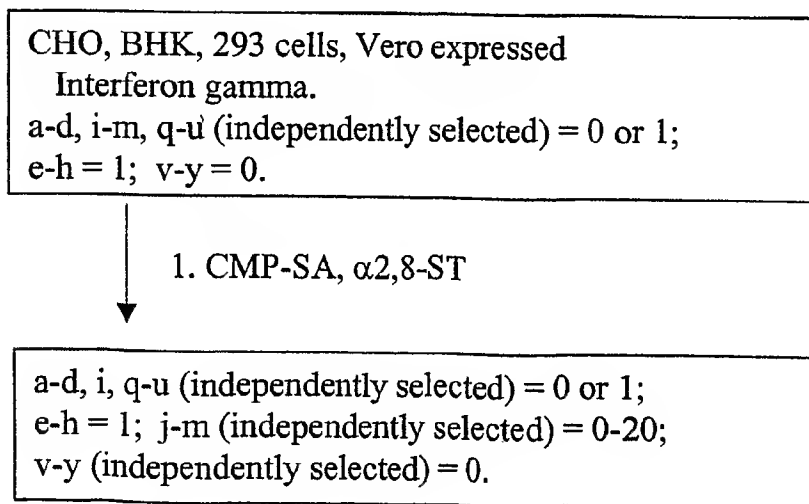 CHO, BHK, 293 cells, Vero expressed
Interferon gamma.
a-d, i-m, q-u (independently selected) = 0 or 1;
e-h = 1; v-y = 0.
1. CMP-SA, α2,8-ST
a-d, i, q-u (independently selected) = 0 or 1;
e-h = 1; j-m (independently selected) = 0-20;
v-y (independently selected) = 0.